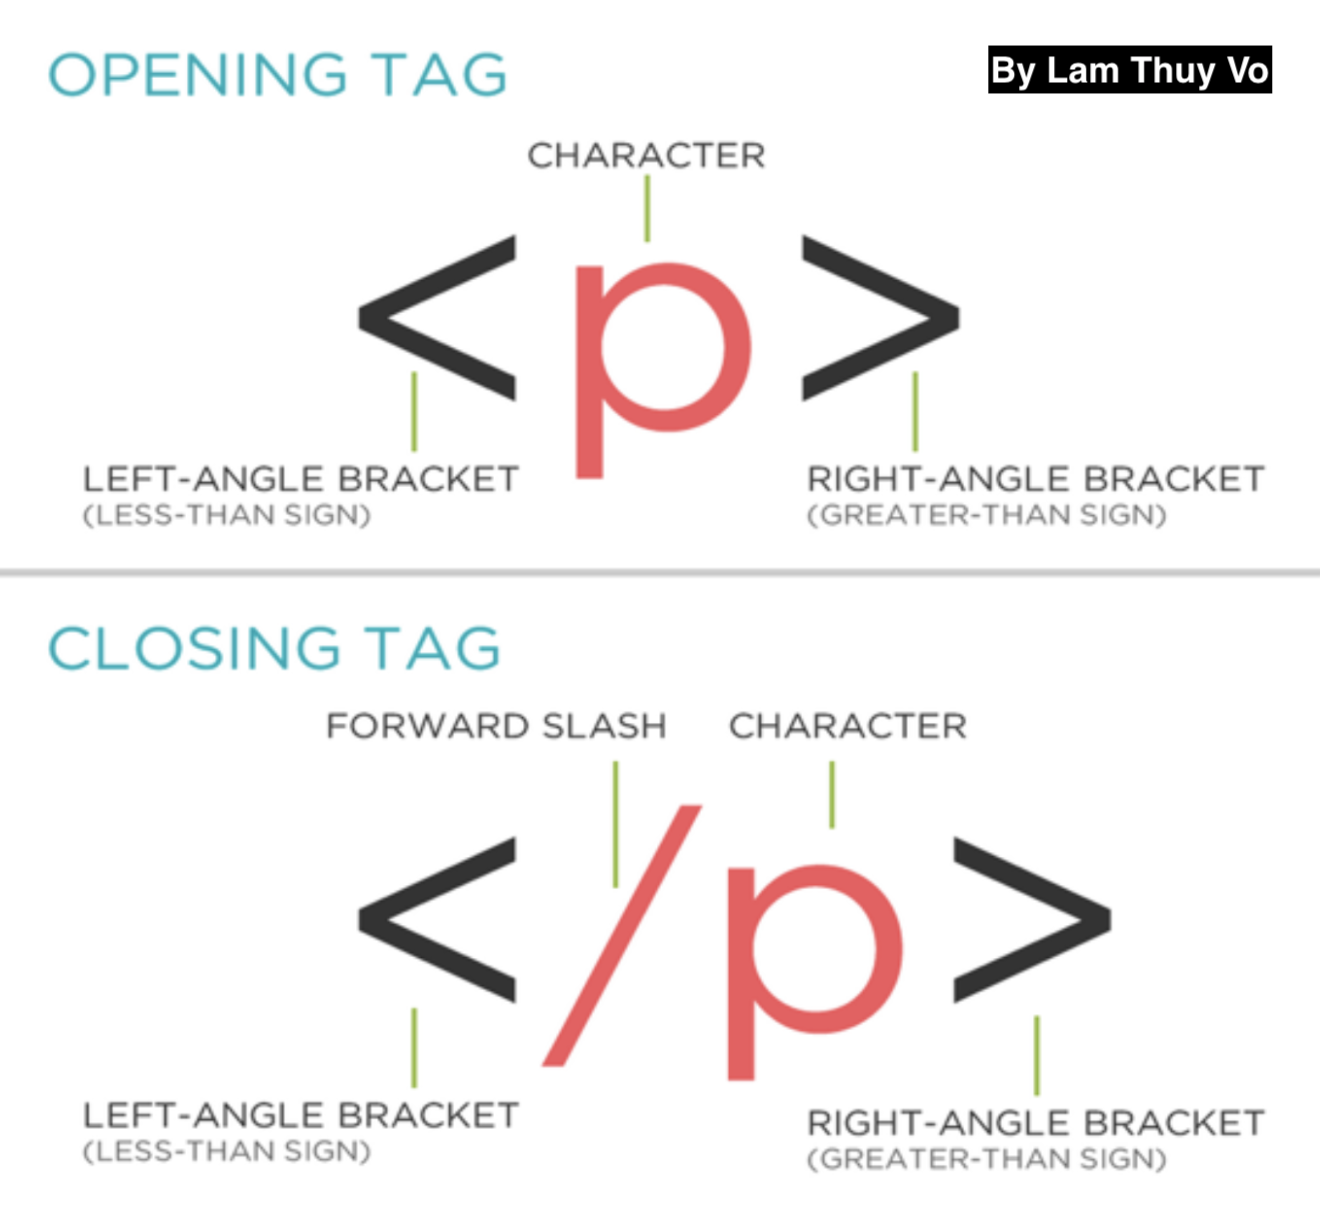 OPENING TAG
By Lam Thuy Vo
CHARACTER
<p>
LEFT-ANGLE BRACKET
(LESS-THAN SIGN)
RIGHT-ANGLE BRACKET
(GREATER-THAN SIGN)
CLOSING TAG
FORWARD SLASH
CHARACTER
</p>
LEFT-ANGLE BRACKET
(LESS-THAN SIGN)
RIGHT-ANGLE BRACKET
(GREATER-THAN SIGN)